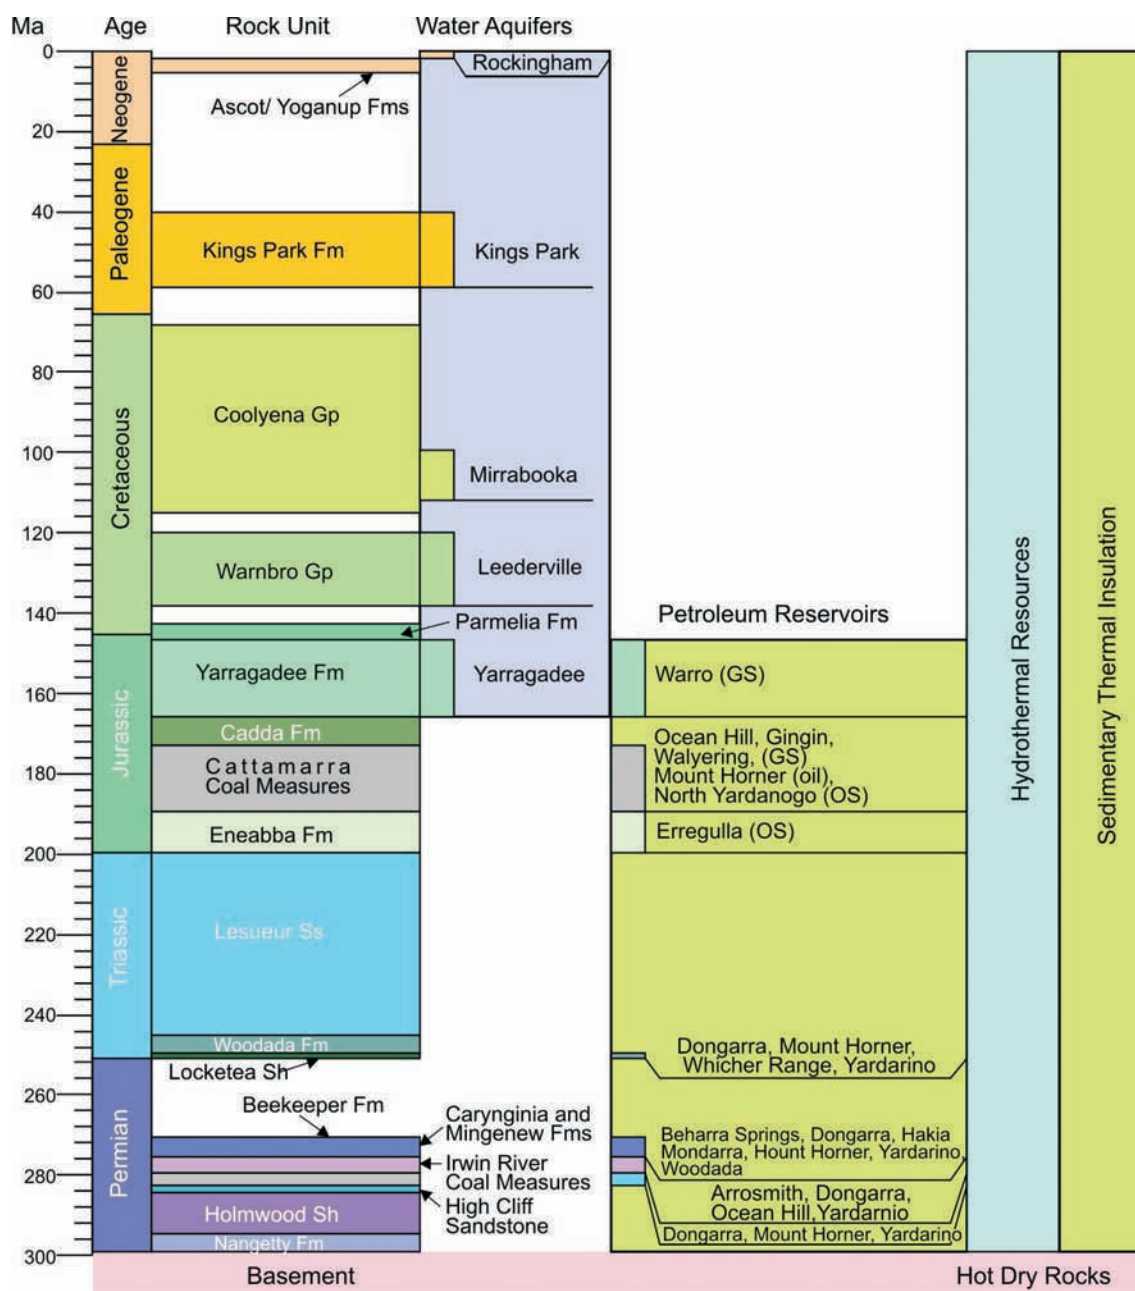 Ma
Age
Rock Unit
Water Aquifers
0
20
40
60
80
100
120
140
160
180
200
220
240
260
280
300
Neogene
Paleogene
Cretaceous
Jurassic
Triassic
Permian
Ascot/ Yoganup Fms
Kings Park Fm
Coolyena Gp
Warnbro Gp
Parmelia Fm
Yarragadee Fm
Cadda Fm
Cattamarra
Coal Measures
Eneabba Fm
Lesueur Ss
Woodada Fm
Locketea Sh
Beekeeper Fm
Carynginia and
Mingenew Fms
Irwin River
Coal Measures
High Cliff
Sandstone
Holmwood Sh
Nangetty Fm
Basement
Rockingham
Kings Park
Mirrabooka
Leederville
Yarragadee
Petroleum Reservoirs
Warro (GS)
Ocean Hill, Gingin,
Walyering, (GS)
Mount Horner (oil),
North Yardanogo (OS)
Erregulla (OS)
Dongarra, Mount Horner,
Whicher Range, Yardarino
Beharra Springs, Dongarra, Hakia
Mondarra, Hount Horner, Yardarino,
Woodada
Arrosmith, Dongarra,
Ocean Hill,Yardarnio
Dongarra, Mount Horner, Yardarino
Hydrothermal Resources
Sedimentary Thermal Insulation
Hot Dry Rocks